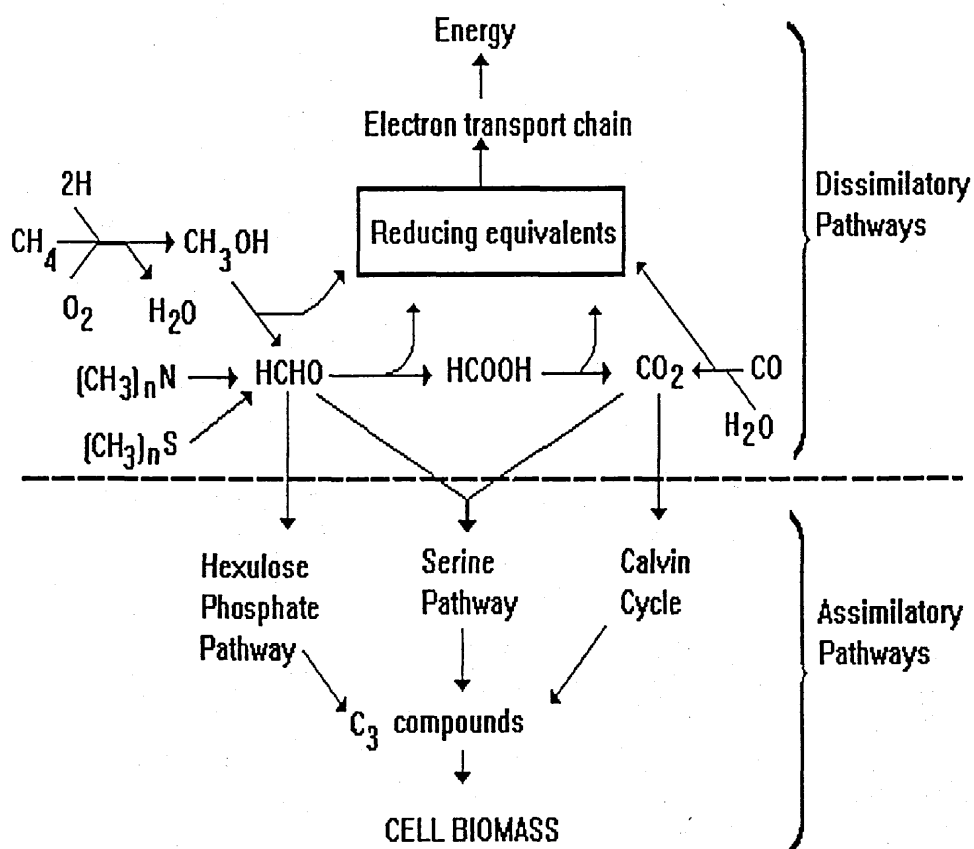 Energy
Electron transport chain
Reducing equivalents
2H
CH4
CH3OH
O2
H2O
(CH3)nN
HCHO
HCOOH
CO2
CO
H2O
(CH3)nS
Dissimilatory
Pathways
Hexulose
Phosphate
Pathway
Serine
Pathway
Calvin
Cycle
Assimilatory
Pathways
C3 compounds
CELL BIOMASS